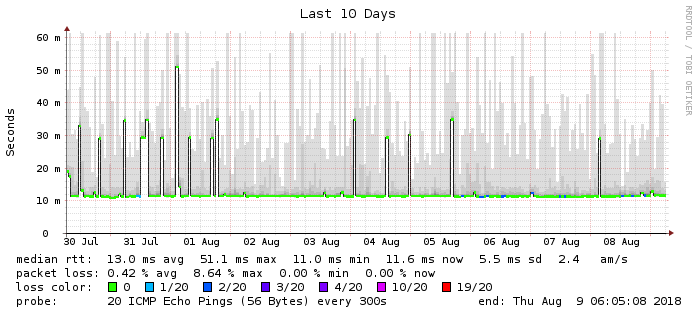 Last 10 Days
RRDTOOL / TOBI OETIKER
Seconds
60 m
50 m
40 m
30 m
20 m
10 m
0
30 Jul 31 Jul 01 Aug 02 Aug 03 Aug 04 Aug 05 Aug 06 Aug 07 Aug 08 Aug
median rtt: 13.0 ms avg 51.1 ms max 11.0 ms min 11.6 ms now 5.5 ms sd 2.4 am/s
packet loss: 0.42 % avg 8.64 % max 0.00 % min 0.00 % now
loss color: 0 1/20 2/20 3/20 4/20 10/20 19/20
probe: 20 ICMP Echo Pings (56 Bytes) every 300s end: Thu Aug 9 06:05:08 2018